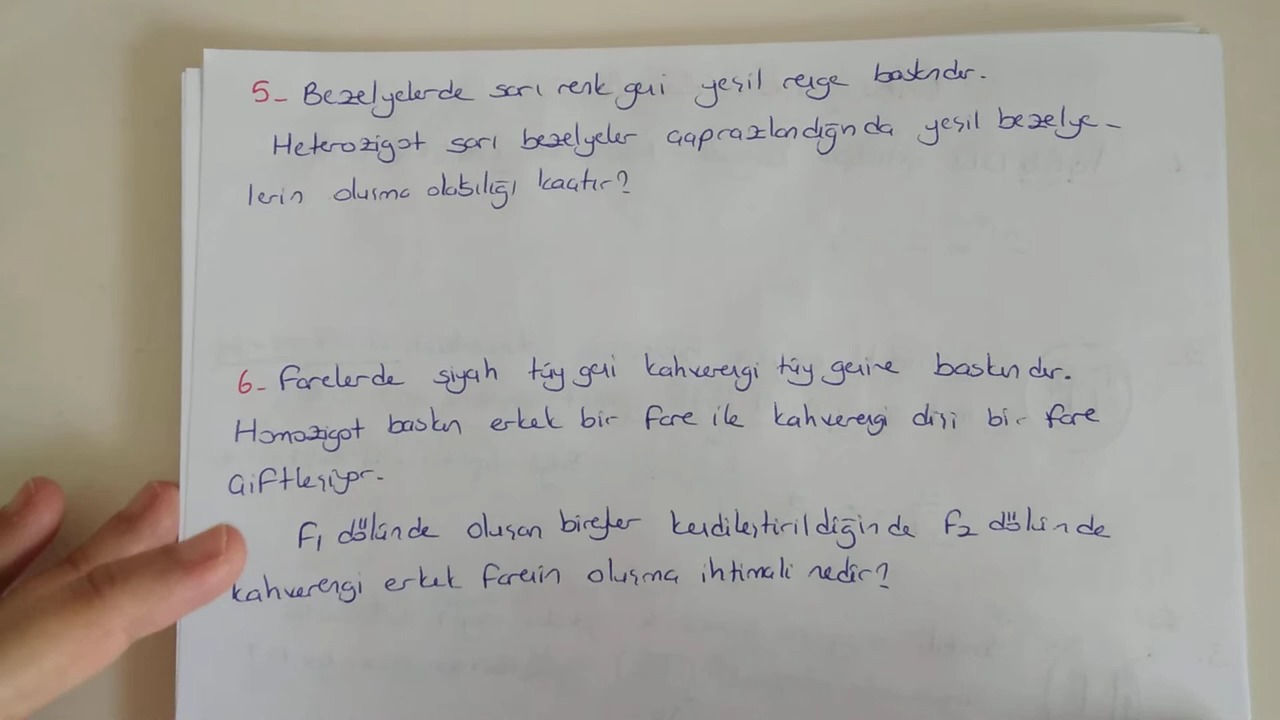 5- Bezelyelerde sarı renk geni yeşil renge baskındır.
Heterozigot sarı bezelyeler çaprazlandığında yeşil bezelye-
lerin oluşma olasılığı kaçtır?
6- Farelerde siyah tüy geni kahverengi tüy genine baskındır.
Homozigot baskın erkek bir fare ile kahverengi dişi bir fare
çiftleşiyor.
F1 dölünde oluşan bireyler kendileştirildiğinde F2 dölünde
kahverengi erkek farenin oluşma ihtimali nedir?